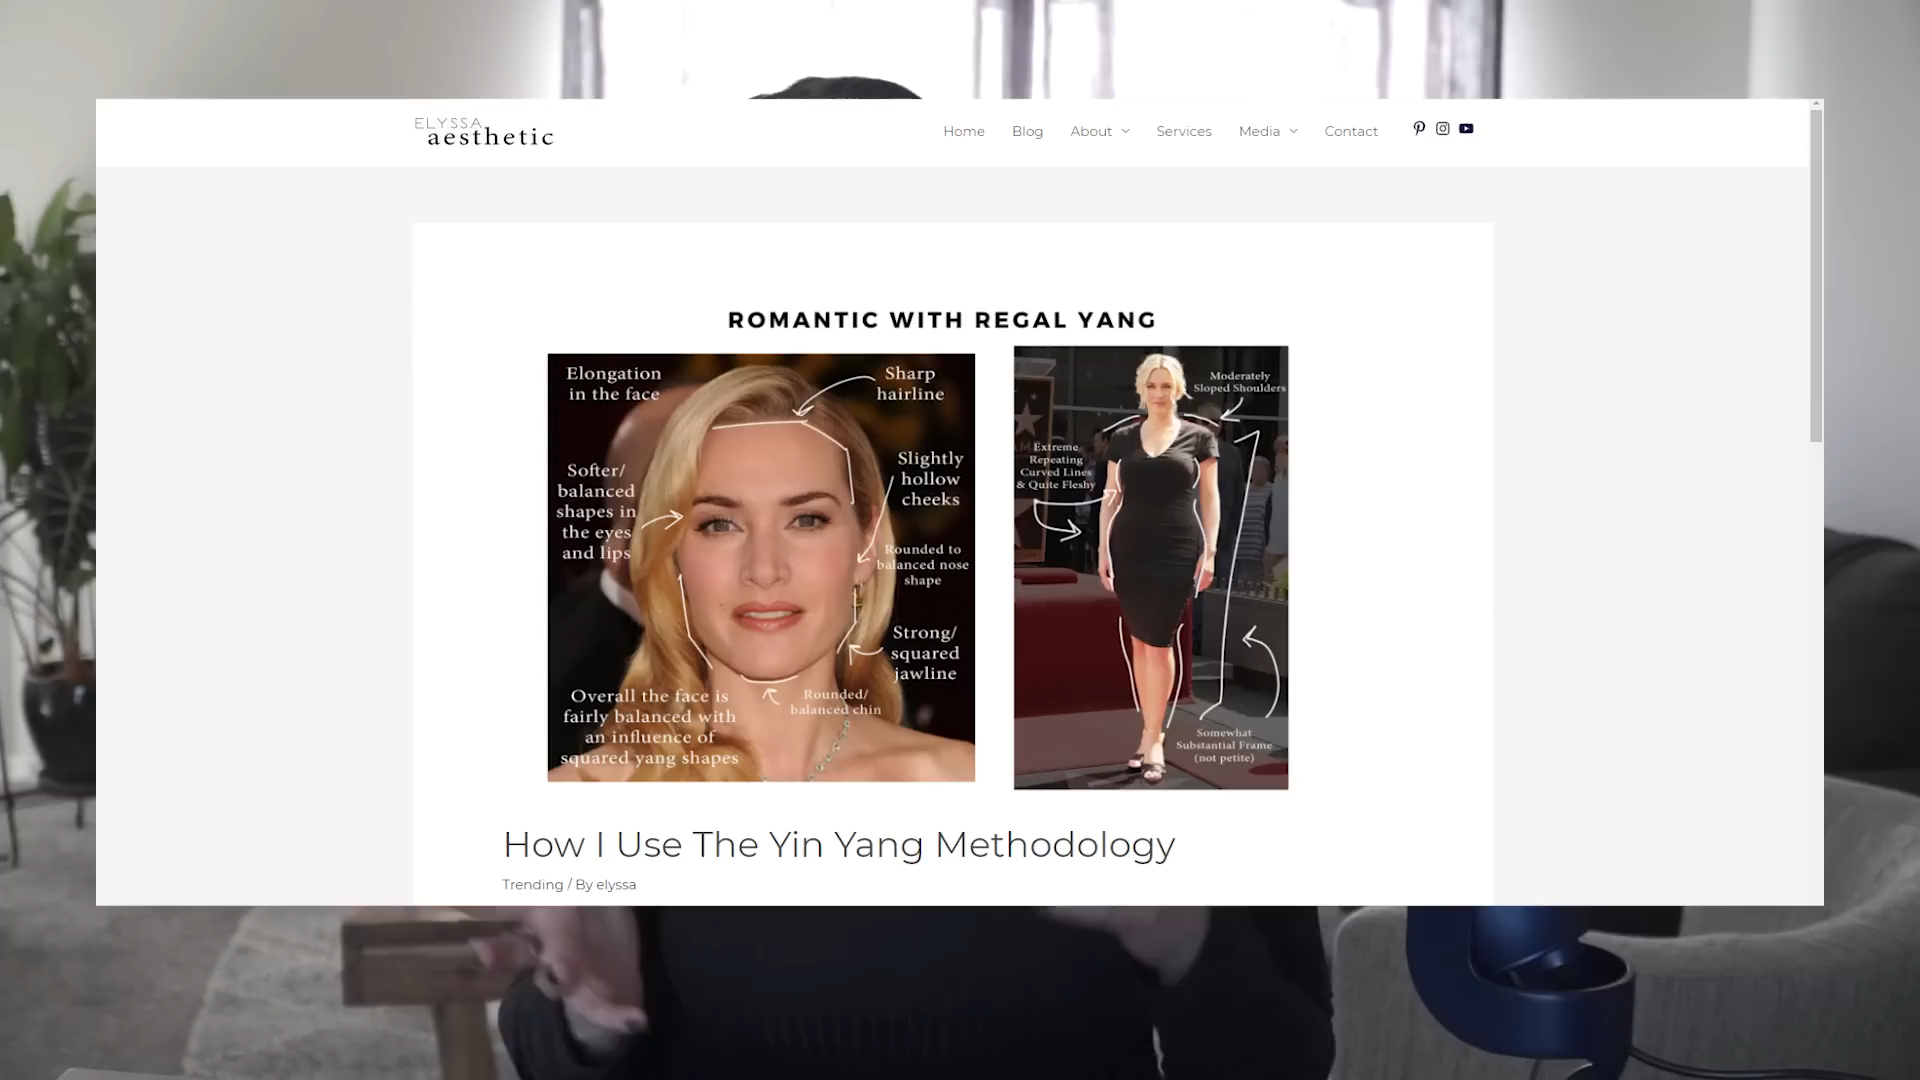 ELYSSA
aesthetic
Home
Blog
About
Services
Media
Contact
ROMANTIC WITH REGAL YANG
Elongation
in the face
Sharp
hairline
Softer/
balanced
shapes in
the eyes
and lips
Slightly
hollow
cheeks
Rounded to
balanced nose
shape
Strong/
squared
jawline
Overall the face is
fairly balanced with
an influence of
squared yang shapes
Rounded/
balanced chin
Moderately
Sloped Shoulders
Extreme
Repeating
Curved Lines
& Quite Fleshy
Somewhat
Substantial Frame
(not petite)
How I Use The Yin Yang Methodology
Trending / By elyssa